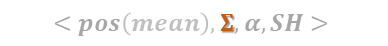 < pos(mean), Σ, α, SH >